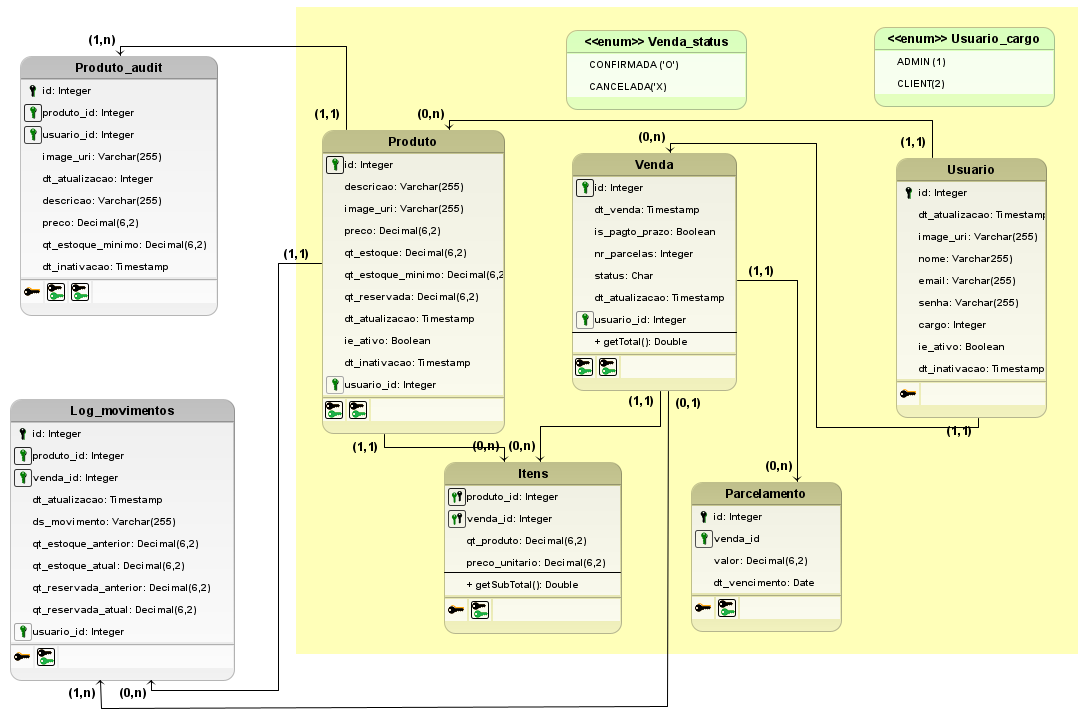 <<enum>> Venda_status
CONFIRMADA ('O')
CANCELADA('X)
<<enum>> Usuario_cargo
ADMIN (1)
CLIENT(2)
(1,n)
Produto_audit
id: Integer
produto_id: Integer
usuario_id: Integer
image_uri: Varchar(255)
dt_atualizacao: Integer
descricao: Varchar(255)
preco: Decimal(6,2)
qt_estoque_minimo: Decimal(6,2)
dt_inativacao: Timestamp
(1,1)
(0,n)
Produto
id: Integer
descricao: Varchar(255)
image_uri: Varchar(255)
preco: Decimal(6,2)
qt_estoque: Decimal(6,2)
qt_estoque_minimo: Decimal(6,2
qt_reservada: Decimal(6,2)
dt_atualizacao: Timestamp
ie_ativo: Boolean
dt_inativacao: Timestamp
usuario_id: Integer
(1,1)
(0,n)
Venda
id: Integer
dt_venda: Timestamp
is_pagto_prazo: Boolean
nr_parcelas: Integer
status: Char
dt_atualizacao: Timestamp
usuario_id: Integer
+ getTotal(): Double
(1,1)
(1,1)
Usuario
id: Integer
dt_atualizacao: Timestamp
image_uri: Varchar(255)
nome: Varchar255)
email: Varchar(255)
senha: Varchar(255)
cargo: Integer
ie_ativo: Boolean
dt_inativacao: Timestamp
(1,1)
Log_movimentos
id: Integer
produto_id: Integer
venda_id: Integer
dt_atualizacao: Timestamp
ds_movimento: Varchar(255)
qt_estoque_anterior: Decimal(6,2)
qt_estoque_atual: Decimal(6,2)
qt_reservada_anterior: Decimal(6,2)
qt_reservada_atual: Decimal(6,2)
usuario_id: Integer
(1,n)
(0,n)
(1,1)
(0,n)
(0,n)
(1,1)
(0,1)
Itens
produto_id: Integer
venda_id: Integer
qt_produto: Decimal(6,2)
preco_unitario: Decimal(6,2)
+ getSubTotal(): Double
(0,n)
Parcelamento
id: Integer
venda_id
valor: Decimal(6,2)
dt_vencimento: Date